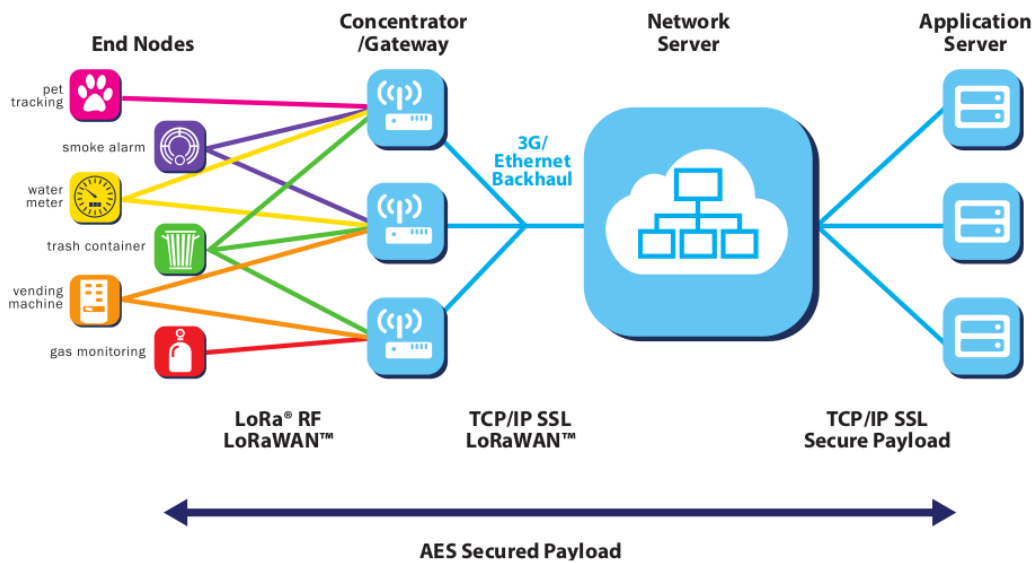 End Nodes
Concentrator
/Gateway
Network
Server
Application
Server
pet
tracking
smoke alarm
water
meter
trash container
vending
machine
gas monitoring
3G/
Ethernet
Backhaul
LoRa® RF
LoRaWAN™
TCP/IP SSL
LoRaWAN™
TCP/IP SSL
Secure Payload
AES Secured Payload